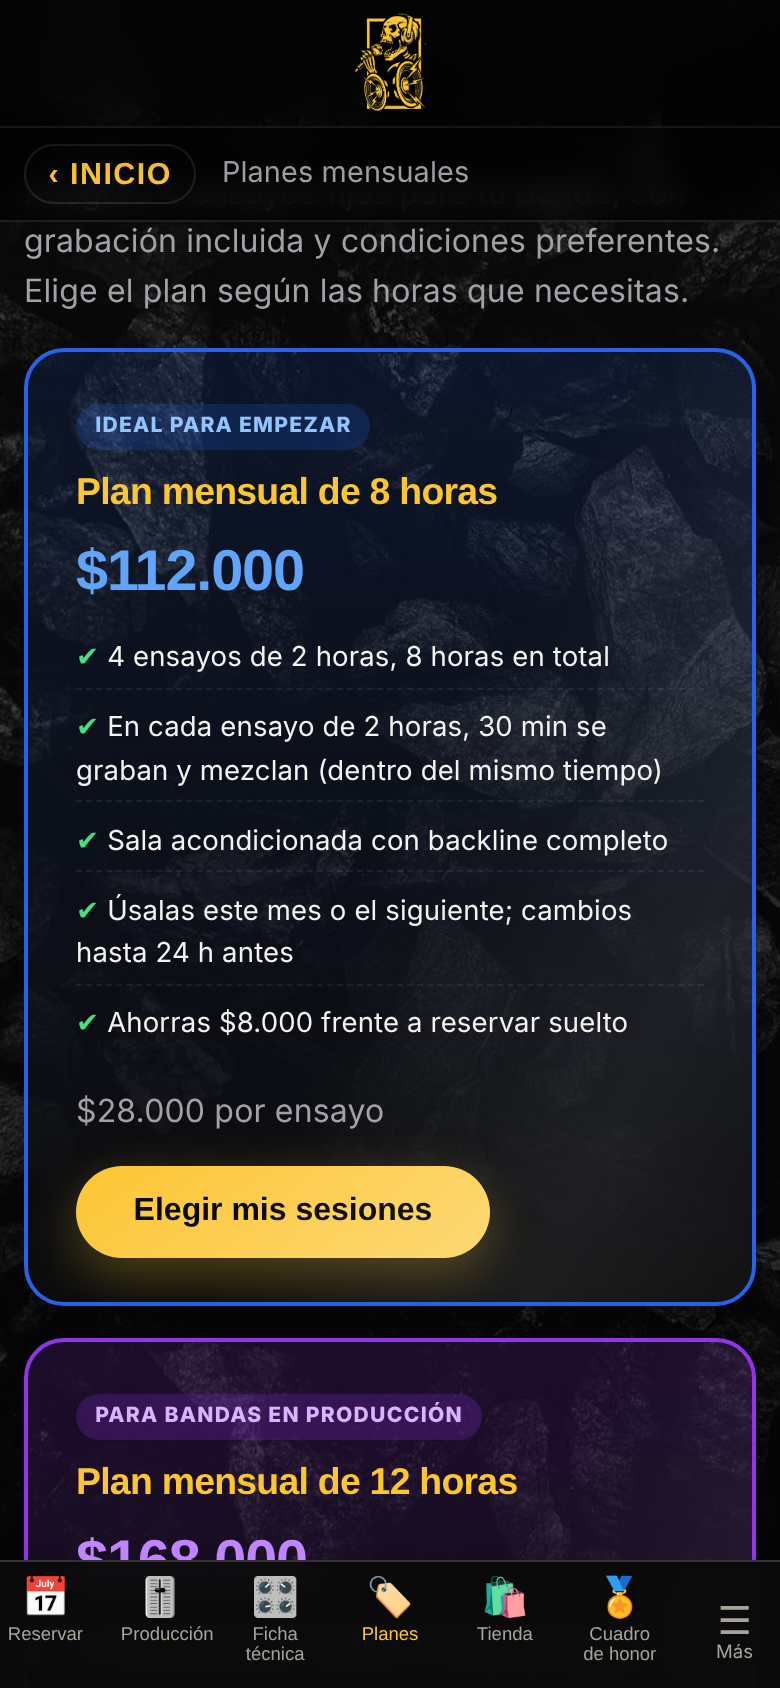 ‹ INICIO
Planes mensuales
grabación incluida y condiciones preferentes.
Elige el plan según las horas que necesitas.
IDEAL PARA EMPEZAR
Plan mensual de 8 horas
$112.000
✔ 4 ensayos de 2 horas, 8 horas en total
✔ En cada ensayo de 2 horas, 30 min se
graban y mezclan (dentro del mismo tiempo)
✔ Sala acondicionada con backline completo
✔ Úsalas este mes o el siguiente; cambios
hasta 24 h antes
✔ Ahorras $8.000 frente a reservar suelto
$28.000 por ensayo
Elegir mis sesiones
PARA BANDAS EN PRODUCCIÓN
Plan mensual de 12 horas
$168.000
July
17
Reservar
Producción
Ficha
técnica
Planes
Tienda
Cuadro
de honor
Más